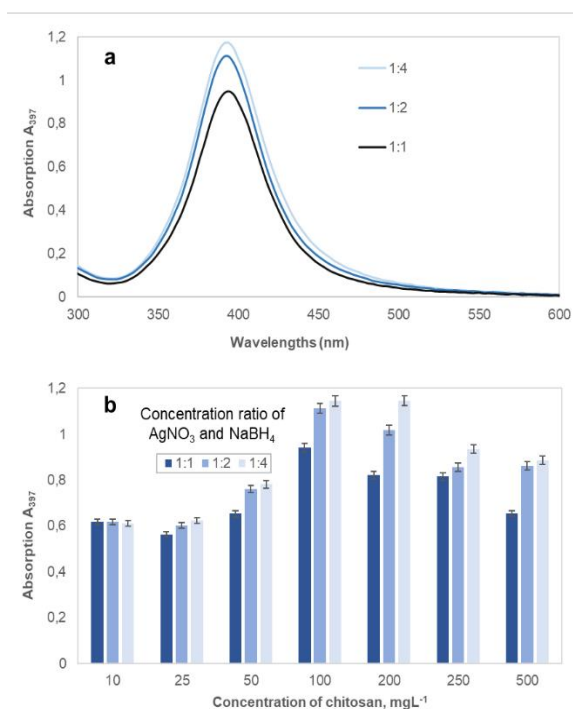 1,2
a
1
0,8
0,6
0,4
0,2
0
Absorption A₃₉₇
1:4
1:2
1:1
300 350 400 450 500 550 600
Wavelengths (nm)
1,2
b
1
0,8
0,6
0,4
0,2
0
Absorption A₃₉₇
Concentration ratio of
AgNO₃ and NaBH₄
1:1 1:2 1:4
10 25 50 100 200 250 500
Concentration of chitosan, mgL⁻¹